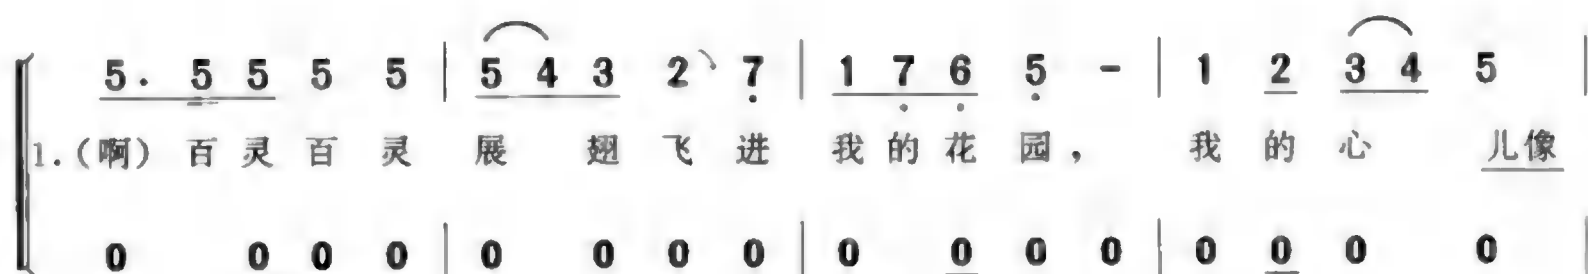 5. 5 5 5 5 | 5 4 3 2 7 | 1 7 6 5 - | 1 2 3 4 5 |
1.(啊) 百灵百灵 展翅飞进 我的花园， 我的心儿像
0 0 0 0 | 0 0 0 0 | 0 0 0 0 | 0 0 0 0 |